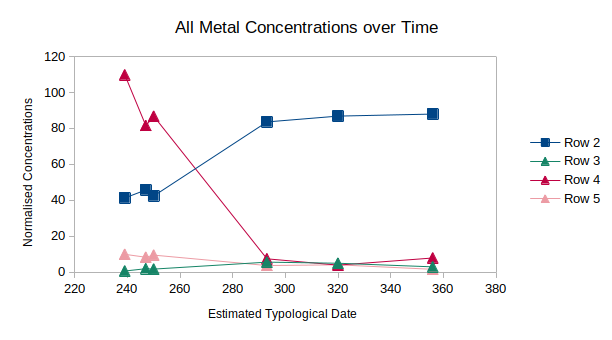 All Metal Concentrations over Time
120
100
80
60
40
20
0
220 240 260 280 300 320 340 360 380
Normalised Concentrations
Estimated Typological Date
Row 2
Row 3
Row 4
Row 5